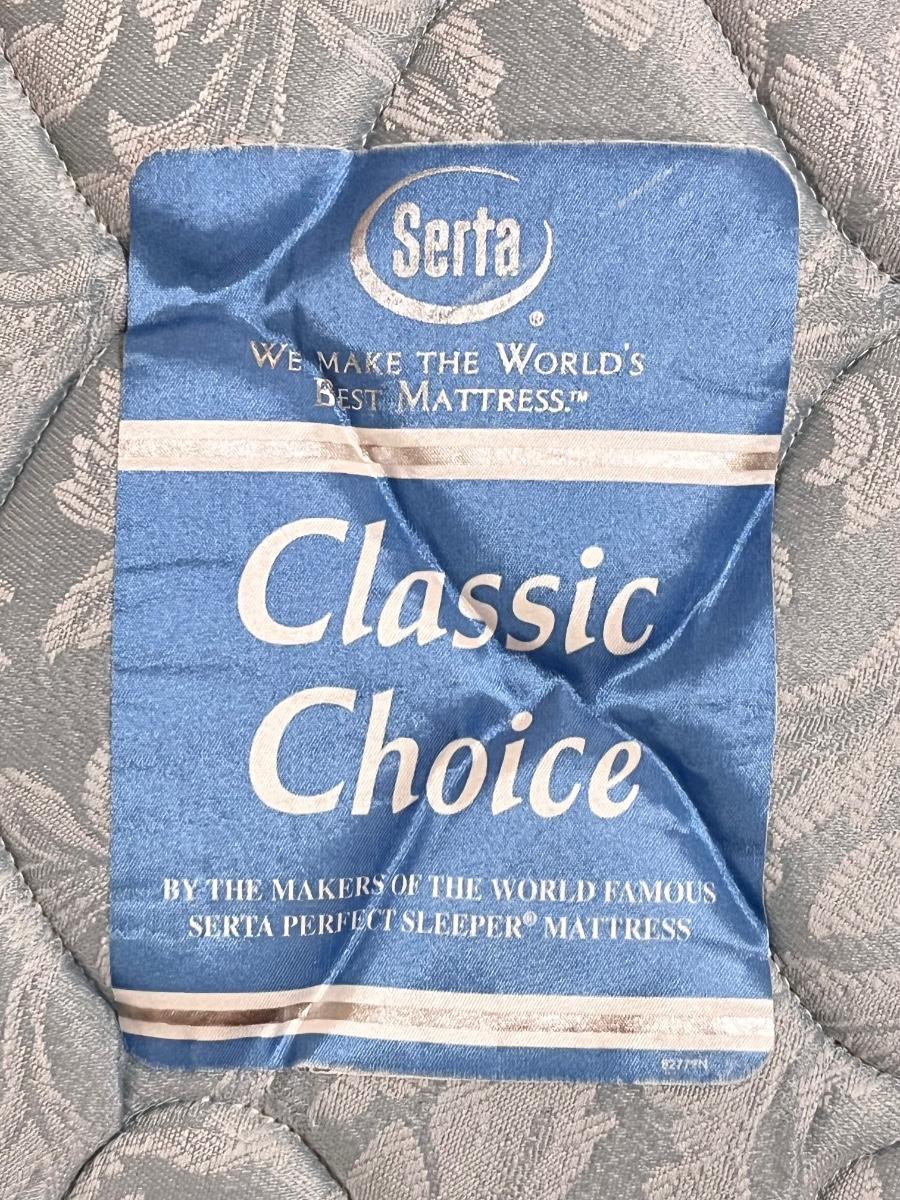 Serta®
WE MAKE THE WORLD'S
BEST MATTRESS.™
Classic
Choice
BY THE MAKERS OF THE WORLD FAMOUS
SERTA PERFECT SLEEPER® MATTRESS